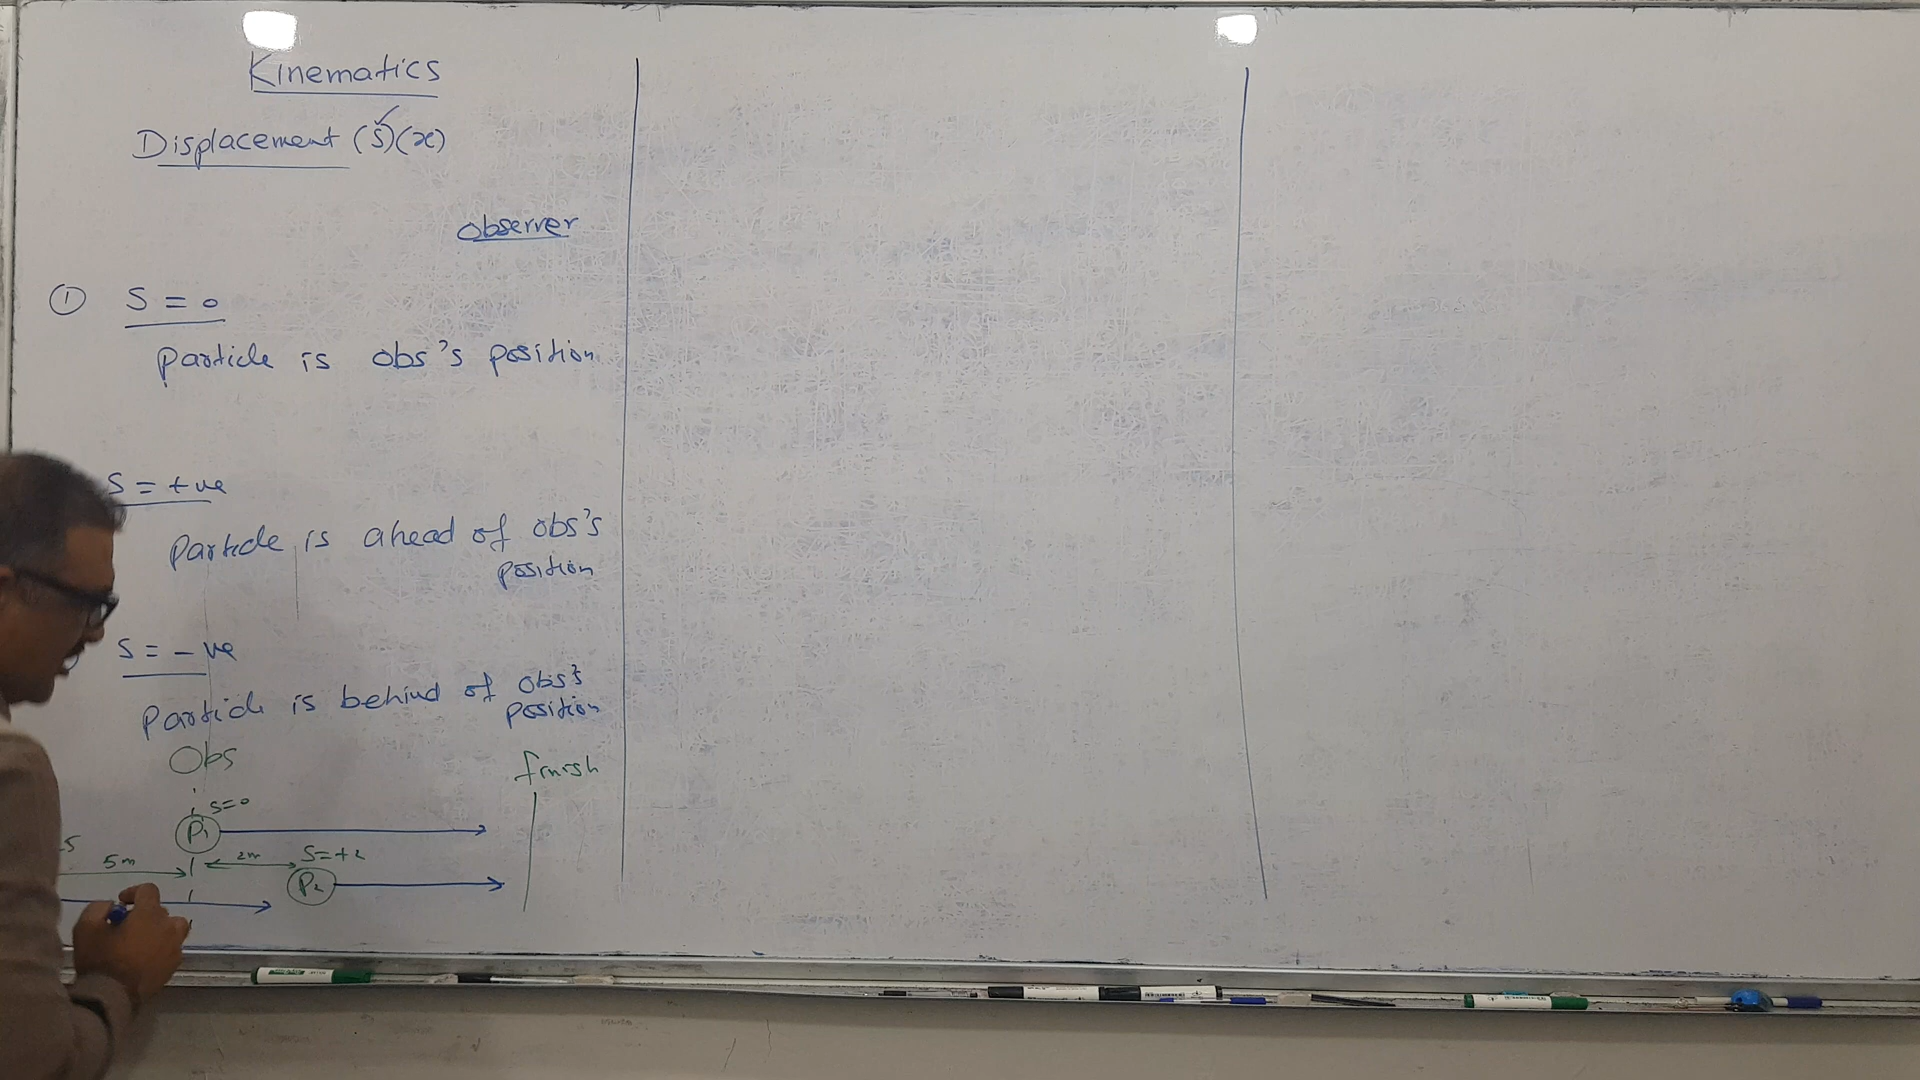 Kinematics
Displacement (S)(x)
observer
① S = 0
particle is obs's position
S = +ve
particle is ahead of obs's
position
S = -ve
particle is behind of obs's
position
Obs
finish
S=0
P1
5m
2m
S=+2
P2